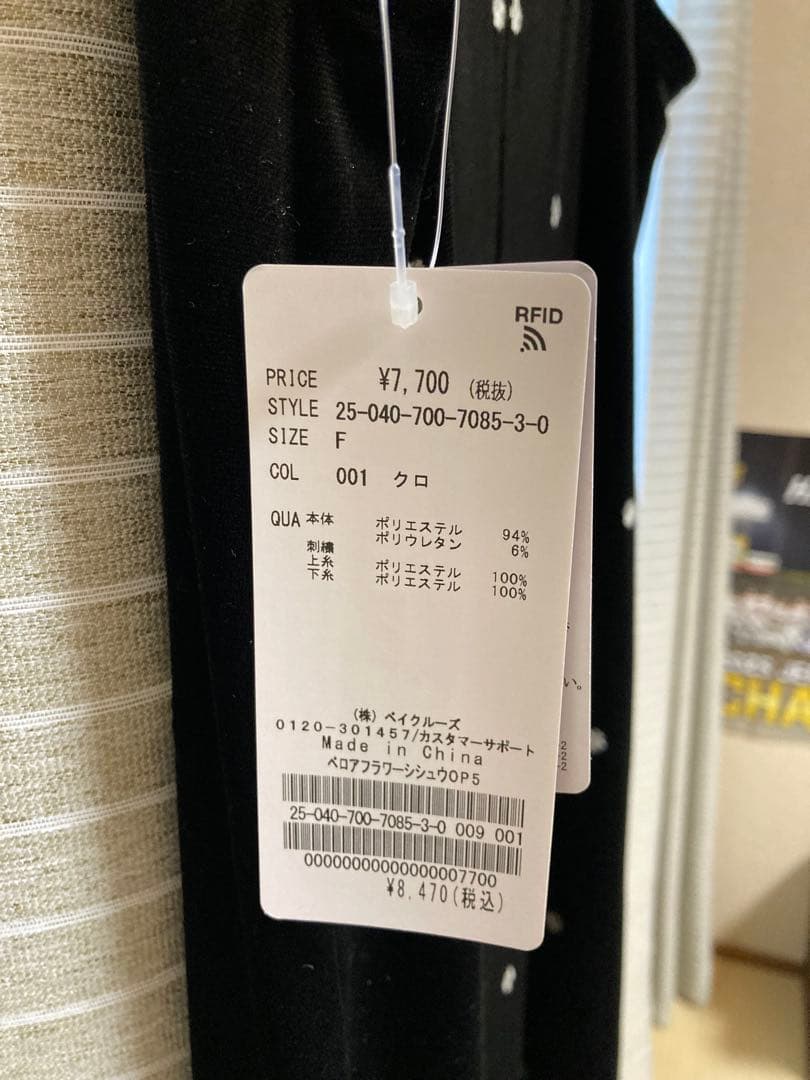 RFID
PRICE ¥7,700 (税抜)
STYLE 25-040-700-7085-3-0
SIZE F
COL 001 クロ
QUA 本体 ポリエステル 94%
ポリウレタン 6%
刺繍
上糸 ポリエステル 100%
下糸 ポリエステル 100%
(株) ベイクルーズ
0120-301457/カスタマーサポート
Made in China
ベロアフラワーシシュウOP5
25-040-700-7085-3-0 009 001
00000000000000007700
¥8,470(税込)
い。
CHA